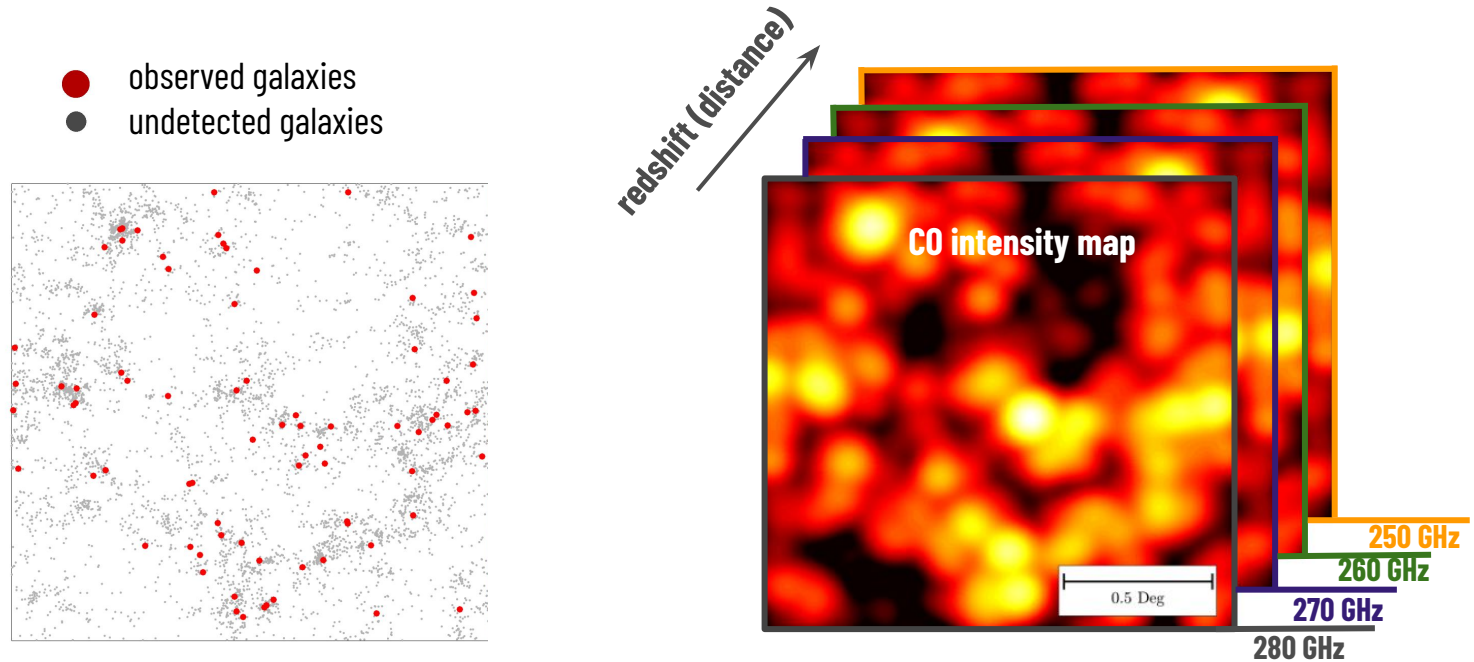 observed galaxies
undetected galaxies
redshift (distance)
CO intensity map
0.5 Deg
250 GHz
260 GHz
270 GHz
280 GHz